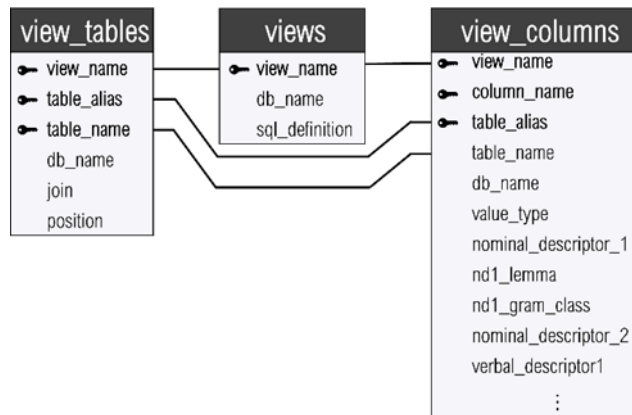 view_tables
view_name
table_alias
table_name
db_name
join
position
views
view_name
db_name
sql_definition
view_columns
view_name
column_name
table_alias
table_name
db_name
value_type
nominal_descriptor_1
nd1_lemma
nd1_gram_class
nominal_descriptor_2
verbal_descriptor1
⋮